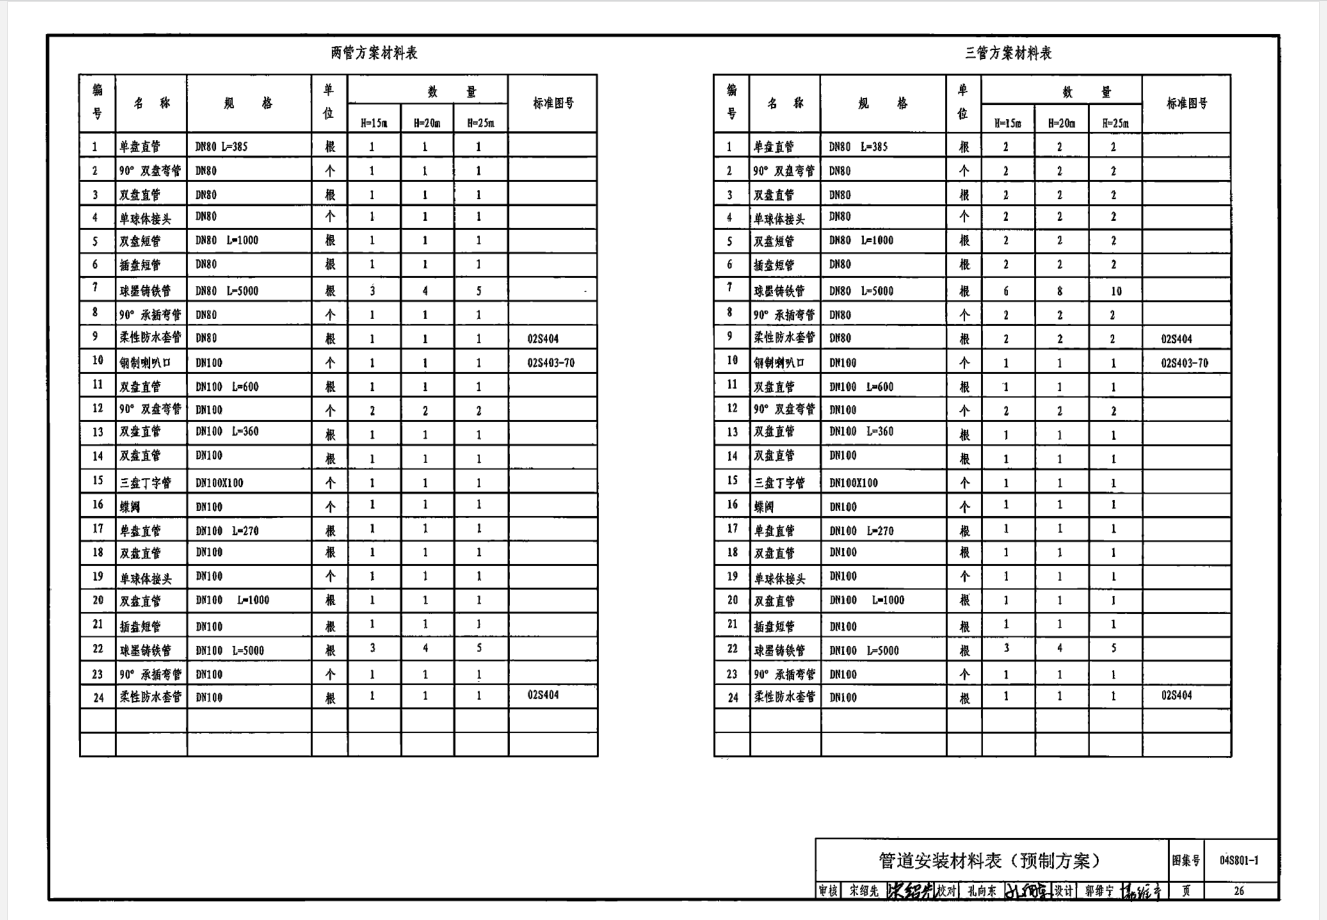 两管方案材料表
编号 名 称 规 格 单位 数 量 标准图号
H=15m H=20m H=25m
1 单盘直管 DN80 L=385 根 1 1 1
2 90° 双盘弯管 DN80 个 1 1 1
3 双盘直管 DN80 根 1 1 1
4 单球体接头 DN80 个 1 1 1
5 双盘短管 DN80 L=1000 根 1 1 1
6 插盘短管 DN80 根 1 1 1
7 球墨铸铁管 DN80 L=5000 根 3 4 5
8 90° 承插弯管 DN80 个 1 1 1
9 柔性防水套管 DN80 根 1 1 1 02S404
10 钢制喇叭口 DN100 个 1 1 1 02S403-70
11 双盘直管 DN100 L=600 根 1 1 1
12 90° 双盘弯管 DN100 个 2 2 2
13 双盘直管 DN100 L=360 根 1 1 1
14 双盘直管 DN100 根 1 1 1
15 三盘丁字管 DN100X100 个 1 1 1
16 蝶阀 DN100 个 1 1 1
17 单盘直管 DN100 L=270 根 1 1 1
18 双盘直管 DN100 根 1 1 1
19 单球体接头 DN100 个 1 1 1
20 双盘直管 DN100 L=1000 根 1 1 1
21 插盘短管 DN100 根 1 1 1
22 球墨铸铁管 DN100 L=5000 根 3 4 5
23 90° 承插弯管 DN100 个 1 1 1
24 柔性防水套管 DN100 根 1 1 1 02S404
三管方案材料表
编号 名 称 规 格 单位 数 量 标准图号
H=15m H=20m H=25m
1 单盘直管 DN80 L=385 根 2 2 2
2 90° 双盘弯管 DN80 个 2 2 2
3 双盘直管 DN80 根 2 2 2
4 单球体接头 DN80 个 2 2 2
5 双盘短管 DN80 L=1000 根 2 2 2
6 插盘短管 DN80 根 2 2 2
7 球墨铸铁管 DN80 L=5000 根 6 8 10
8 90° 承插弯管 DN80 个 2 2 2
9 柔性防水套管 DN80 根 2 2 2 02S404
10 钢制喇叭口 DN100 个 1 1 1 02S403-70
11 双盘直管 DN100 L=600 根 1 1 1
12 90° 双盘弯管 DN100 个 2 2 2
13 双盘直管 DN100 L=360 根 1 1 1
14 双盘直管 DN100 根 1 1 1
15 三盘丁字管 DN100X100 个 1 1 1
16 蝶阀 DN100 个 1 1 1
17 单盘直管 DN100 L=270 根 1 1 1
18 双盘直管 DN100 根 1 1 1
19 单球体接头 DN100 个 1 1 1
20 双盘直管 DN100 L=1000 根 1 1 1
21 插盘短管 DN100 根 1 1 1
22 球墨铸铁管 DN100 L=5000 根 3 4 5
23 90° 承插弯管 DN100 个 1 1 1
24 柔性防水套管 DN100 根 1 1 1 02S404
管道安装材料表（预制方案） 图集号 04S801-1
审核 宋绍先 宋绍先 校对 孔向东 设计 郭维宁 页 26